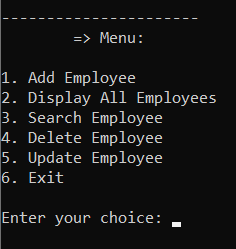 ----------------------
=> Menu:
1. Add Employee
2. Display All Employees
3. Search Employee
4. Delete Employee
5. Update Employee
6. Exit
Enter your choice: _